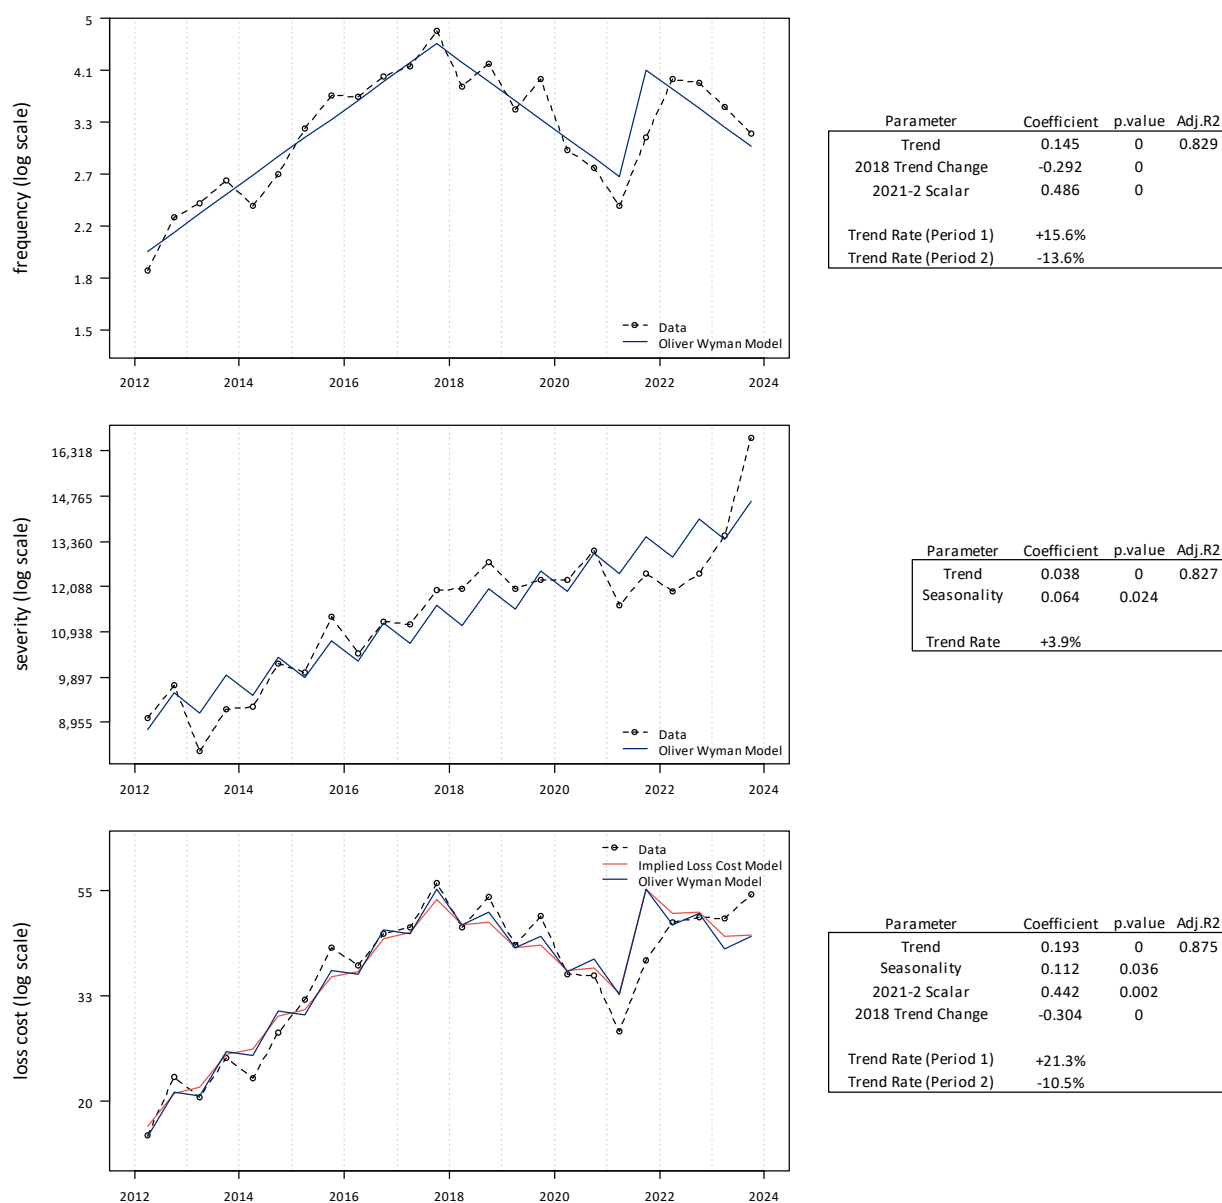 frequency (log scale)
5
4.1
3.3
2.7
2.2
1.8
1.5
Data
Oliver Wyman Model
2012 2014 2016 2018 2020 2022 2024
Parameter Coefficient p.value Adj.R2
Trend 0.145 0 0.829
2018 Trend Change -0.292 0
2021-2 Scalar 0.486 0
Trend Rate (Period 1) +15.6%
Trend Rate (Period 2) -13.6%
severity (log scale)
16,318
14,765
13,360
12,088
10,938
9,897
8,955
Data
Oliver Wyman Model
2012 2014 2016 2018 2020 2022 2024
Parameter Coefficient p.value Adj.R2
Trend 0.038 0 0.827
Seasonality 0.064 0.024
Trend Rate +3.9%
loss cost (log scale)
55
33
20
Data
Implied Loss Cost Model
Oliver Wyman Model
2012 2014 2016 2018 2020 2022 2024
Parameter Coefficient p.value Adj.R2
Trend 0.193 0 0.875
Seasonality 0.112 0.036
2021-2 Scalar 0.442 0.002
2018 Trend Change -0.304 0
Trend Rate (Period 1) +21.3%
Trend Rate (Period 2) -10.5%